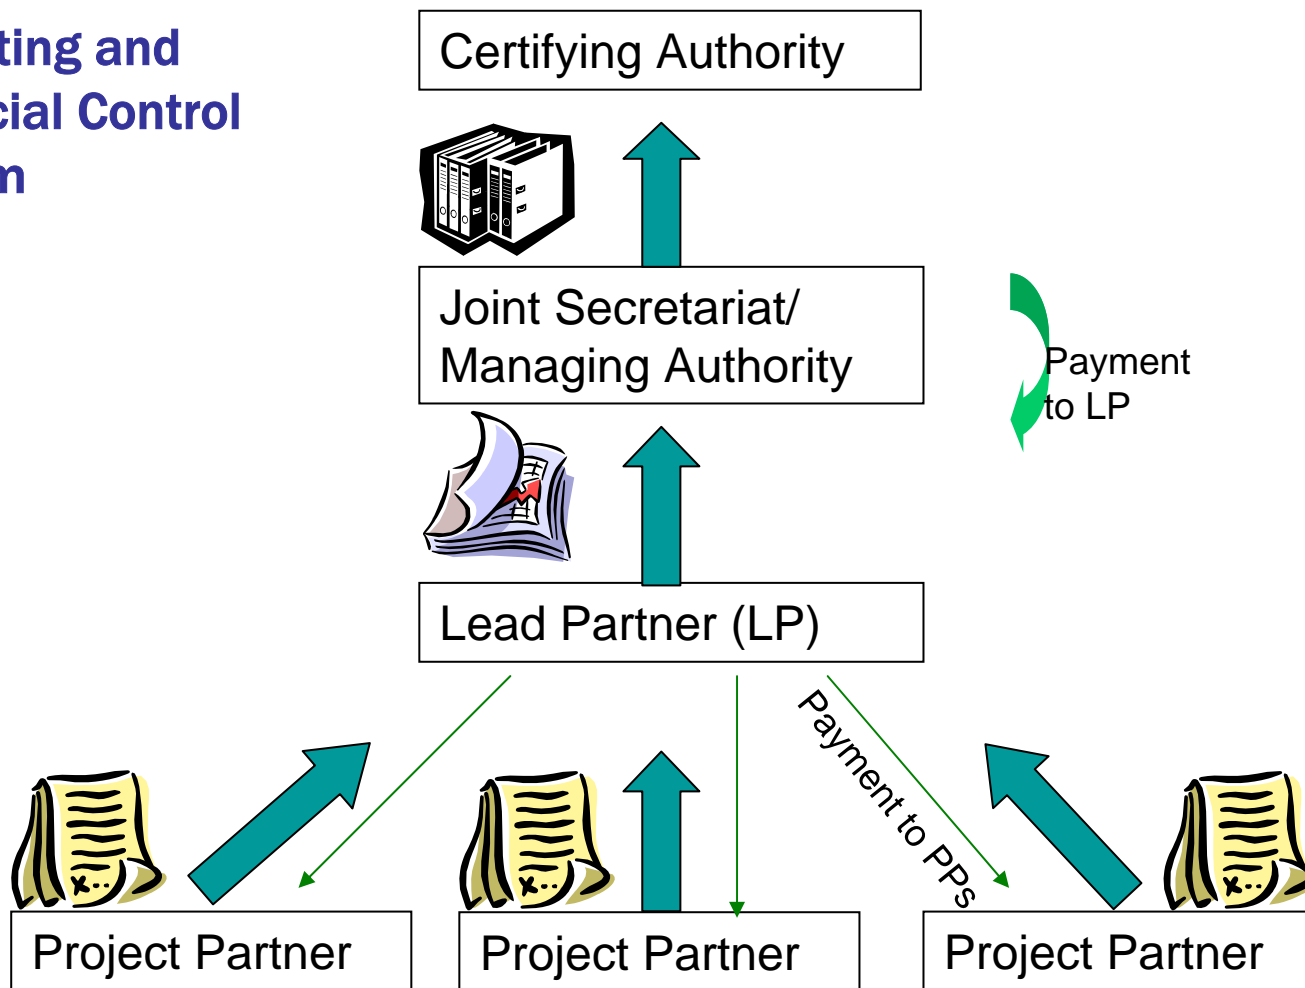 ting and
cial Control
m
Certifying Authority
Joint Secretariat/
Managing Authority
Payment
to LP
Lead Partner (LP)
Payment to PPs
Project Partner
Project Partner
Project Partner